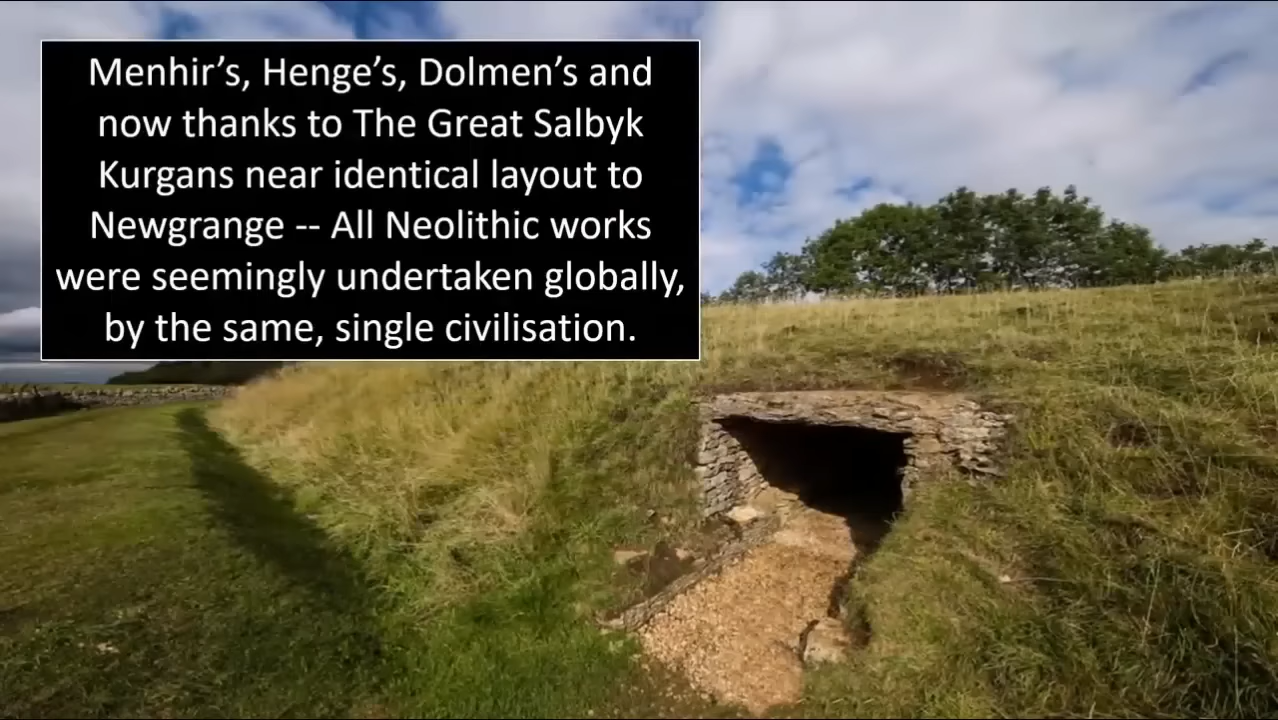 Menhir’s, Henge’s, Dolmen’s and
now thanks to The Great Salbyk
Kurgans near identical layout to
Newgrange -- All Neolithic works
were seemingly undertaken globally,
by the same, single civilisation.